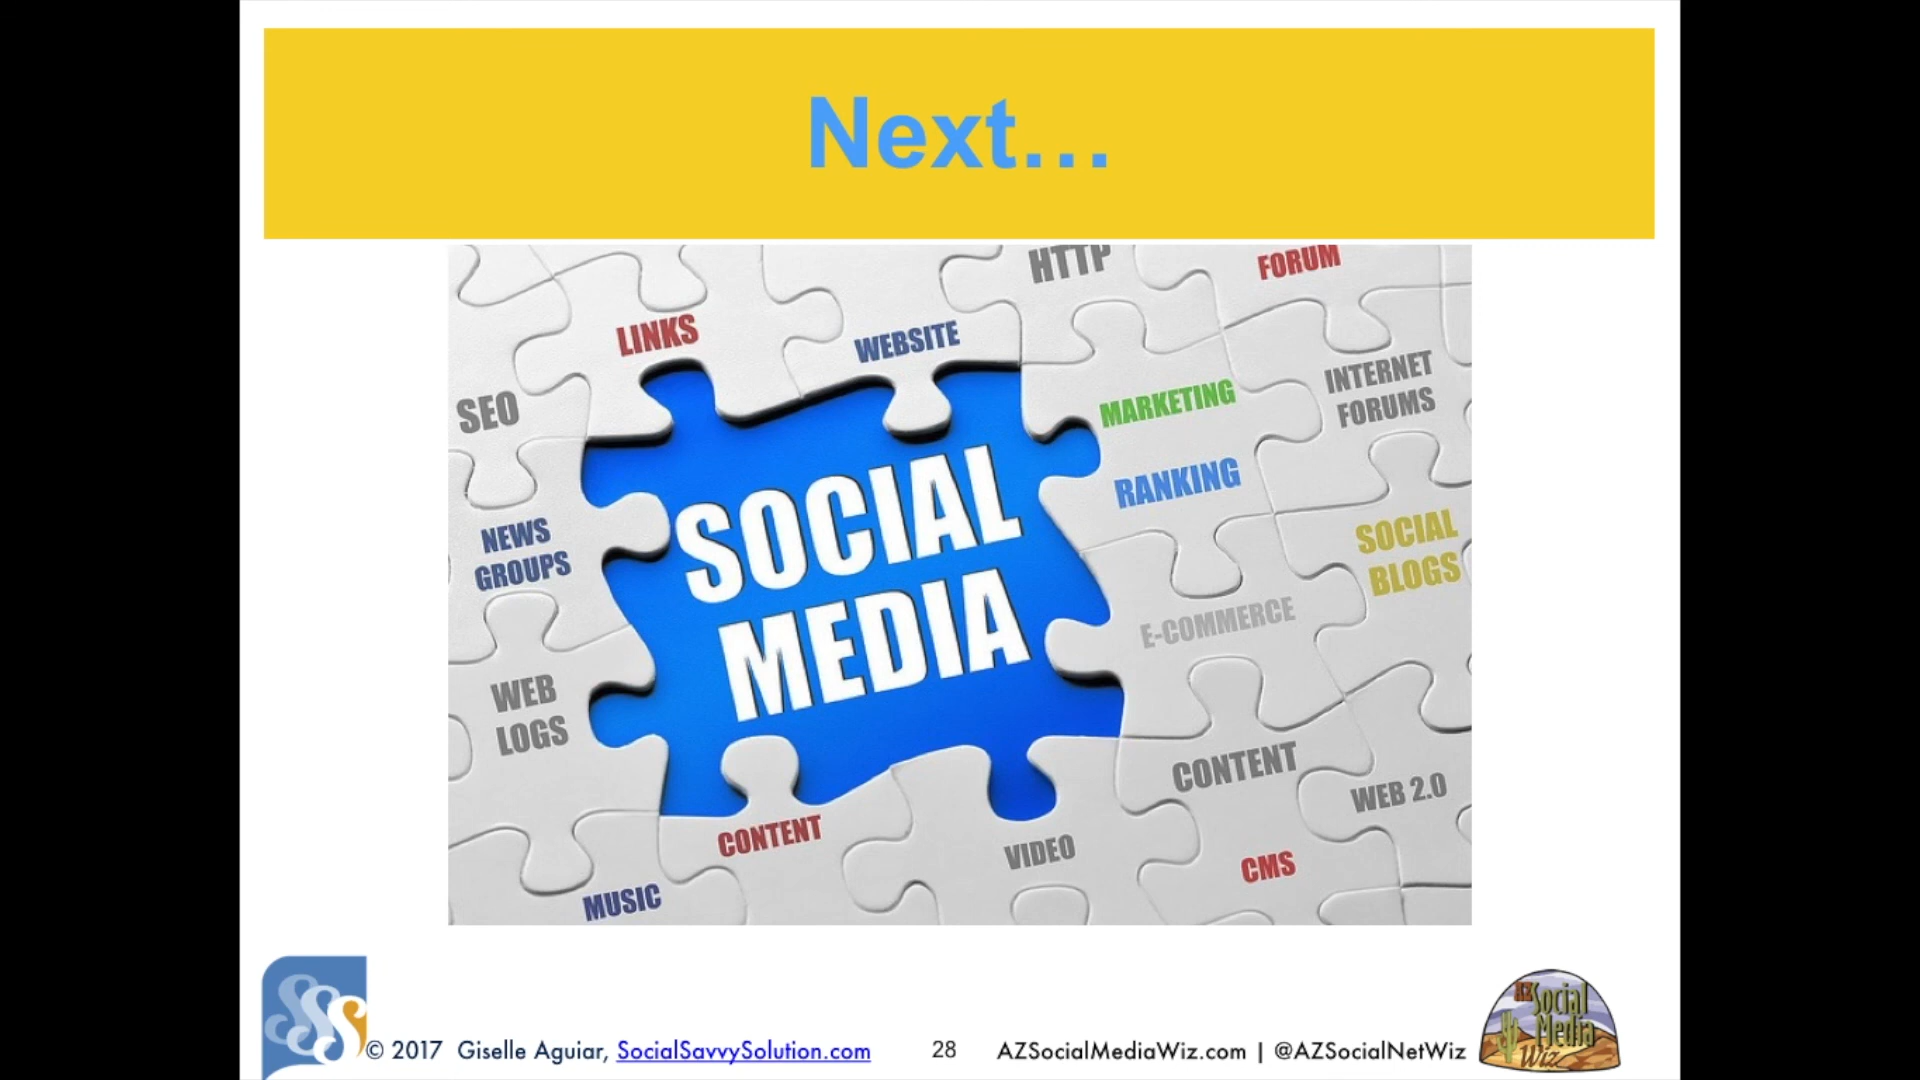 Next…
HTTP
FORUM
LINKS
WEBSITE
INTERNET
FORUMS
SEO
MARKETING
RANKING
SOCIAL
MEDIA
NEWS
GROUPS
SOCIAL
BLOGS
E-COMMERCE
WEB
LOGS
CONTENT
WEB 2.0
CONTENT
VIDEO
CMS
MUSIC
SSS
© 2017 Giselle Aguiar, SocialSavvySolution.com
28
AZSocialMediaWiz.com | @AZSocialNetWiz
AZ Social
Media
Wiz